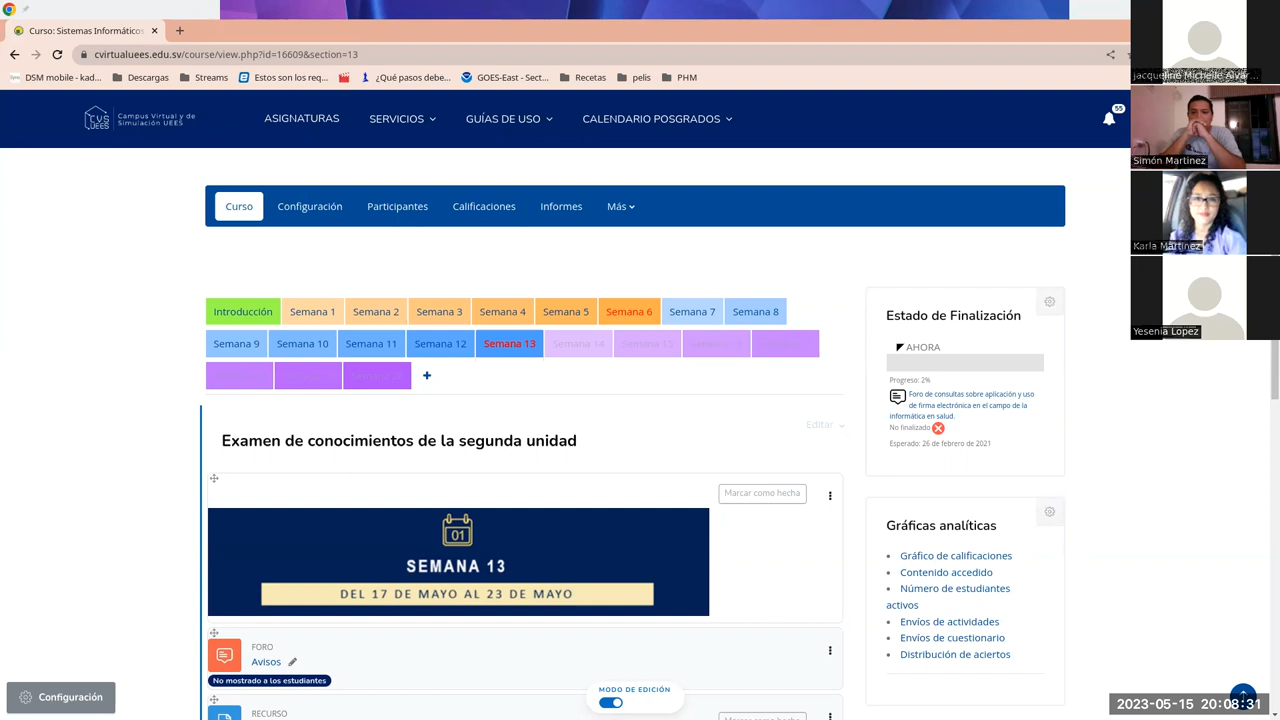 Curso: Sistemas Informáticos
cvirtualuees.edu.sv/course/view.php?id=16609&section=13
DSM mobile - kad...
Descargas
Streams
Estos son los req...
¿Qué pasos debe...
GOES-East - Sect...
Recetas
pelis
PHM
CVS UEES
Campus Virtual y de
Simulación UEES
ASIGNATURAS
SERVICIOS
GUÍAS DE USO
CALENDARIO POSGRADOS
55
Curso
Configuración
Participantes
Calificaciones
Informes
Más
Introducción
Semana 1
Semana 2
Semana 3
Semana 4
Semana 5
Semana 6
Semana 7
Semana 8
Semana 9
Semana 10
Semana 11
Semana 12
Semana 13
Semana 14
Semana 15
Editar
Examen de conocimientos de la segunda unidad
Marcar como hecha
01
SEMANA 13
DEL 17 DE MAYO AL 23 DE MAYO
FORO
Avisos
No mostrado a los estudiantes
RECURSO
Marcar como hecha
MODO DE EDICIÓN
Configuración
Estado de Finalización
AHORA
Progreso: 2%
Foro de consultas sobre aplicación y uso
de firma electrónica en el campo de la
informática en salud.
No finalizado
Esperado: 26 de febrero de 2021
Gráficas analíticas
Gráfico de calificaciones
Contenido accedido
Número de estudiantes
activos
Envíos de actividades
Envíos de cuestionario
Distribución de aciertos
Jacqueline Michelle Alvar...
Simón Martinez
Karla Martinez
Yesenia Lopez
2023-05-15 20:08:31